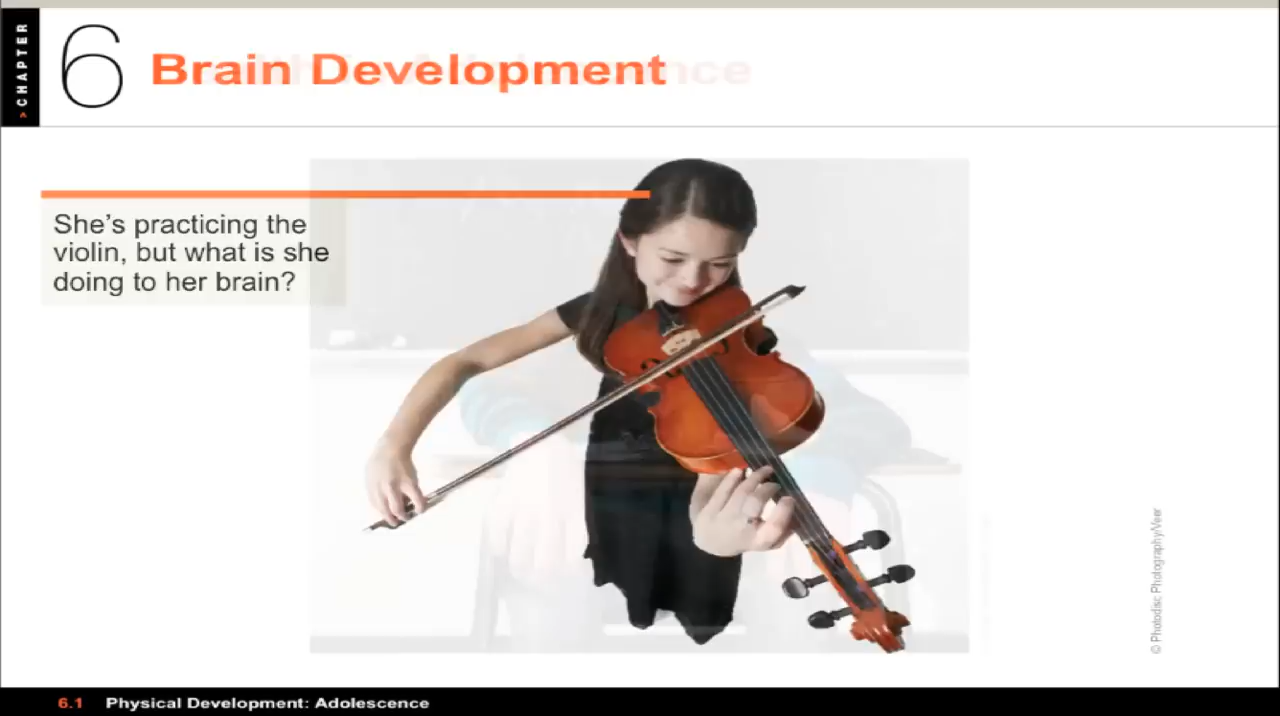 CHAPTER
6
Brain Development
She's practicing the
violin, but what is she
doing to her brain?
© Photodisc Photography/Veer
6.1 Physical Development: Adolescence